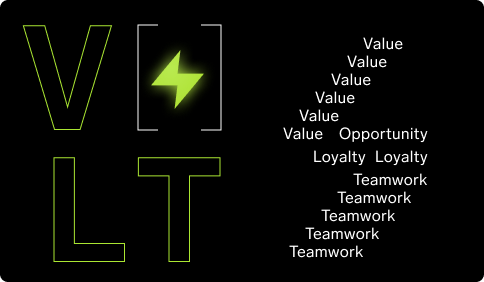 V[⚡]
LT
Value
Value
Value
Value
Value
Value Opportunity
Loyalty Loyalty
Teamwork
Teamwork
Teamwork
Teamwork
Teamwork